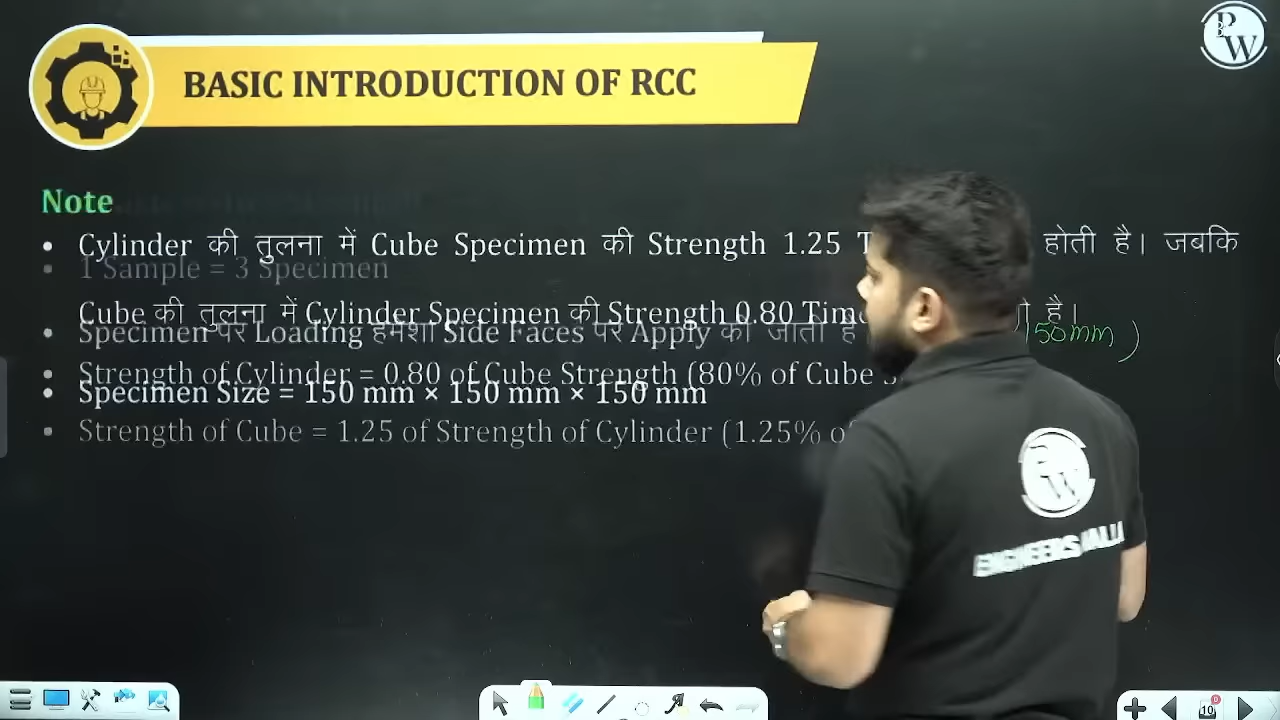 BASIC INTRODUCTION OF RCC
PW
Note
• Cylinder की तुलना में Cube Specimen की Strength 1.25 होती है। जबकि
• 1 Sample = 3 Specimen
Cube की तुलना में Cylinder Specimen की Strength 0.80 है।
• Specimen पर Loading हमेशा Side Faces पर Apply की जाती है 150mm)
• Strength of Cylinder = 0.80 of Cube Strength (80% of Cube
• Specimen Size = 150 mm × 150 mm × 150 mm
• Strength of Cube = 1.25 of Strength of Cylinder (1.25% of
PW
ENGINEERS WALLAH
19